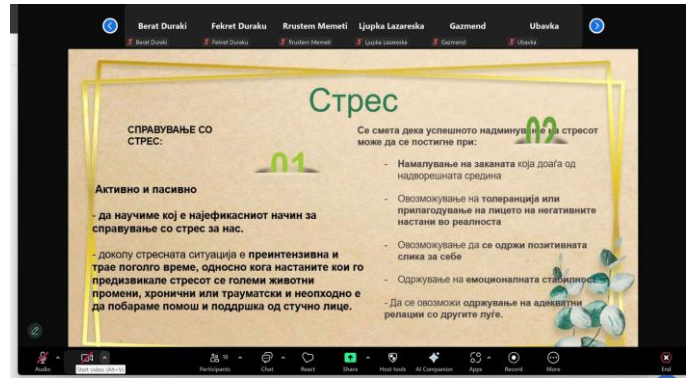 Berat Duraki Fekret Duraku Rrustem Memeti Ljupka Lazareska Gazmend Ubavka
Berat Duraki Fekret Duraku Rrustem Memeti Ljupka Lazareska Gazmend Ubavka
Стрес
СПРАВУВАЊЕ СО
СТРЕС:
01
Активно и пасивно
- да научиме кој е најефикасниот начин за
справување со стрес за нас.
- доколу стресната ситуација е преинтензивна и
трае поголго време, односно кога настаните кои го
предизвикале стресот се големи животни
промени, хронични или трауматски и неопходно е
да побараме помош и поддршка од стучно лице.
02
Се смета дека успешното надминување на стресот
може да се постигне при:
- Намалување на заканата која доаѓа од
надворешната средина
- Овозможување на толеранција или
прилагодување на лицето на негативните
настани во реалноста
- Овозможување да се одржи позитивната
слика за себе
- Одржување на емоционалната стабилност
- Да се овозможи одржување на адекватни
релации со другите луѓе.
Audio Start video (Alt+V) Participants Chat React Share Host tools AI Companion Apps Record More End